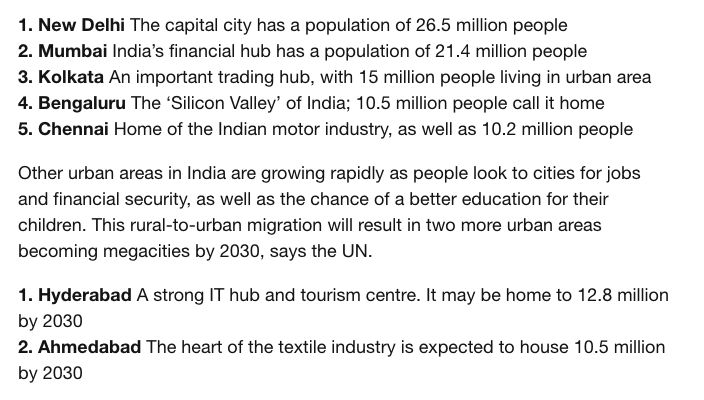 1. New Delhi The capital city has a population of 26.5 million people
2. Mumbai India's financial hub has a population of 21.4 million people
3. Kolkata An important trading hub, with 15 million people living in urban area
4. Bengaluru The ‘Silicon Valley’ of India; 10.5 million people call it home
5. Chennai Home of the Indian motor industry, as well as 10.2 million people
Other urban areas in India are growing rapidly as people look to cities for jobs
and financial security, as well as the chance of a better education for their
children. This rural-to-urban migration will result in two more urban areas
becoming megacities by 2030, says the UN.
1. Hyderabad A strong IT hub and tourism centre. It may be home to 12.8 million
by 2030
2. Ahmedabad The heart of the textile industry is expected to house 10.5 million
by 2030